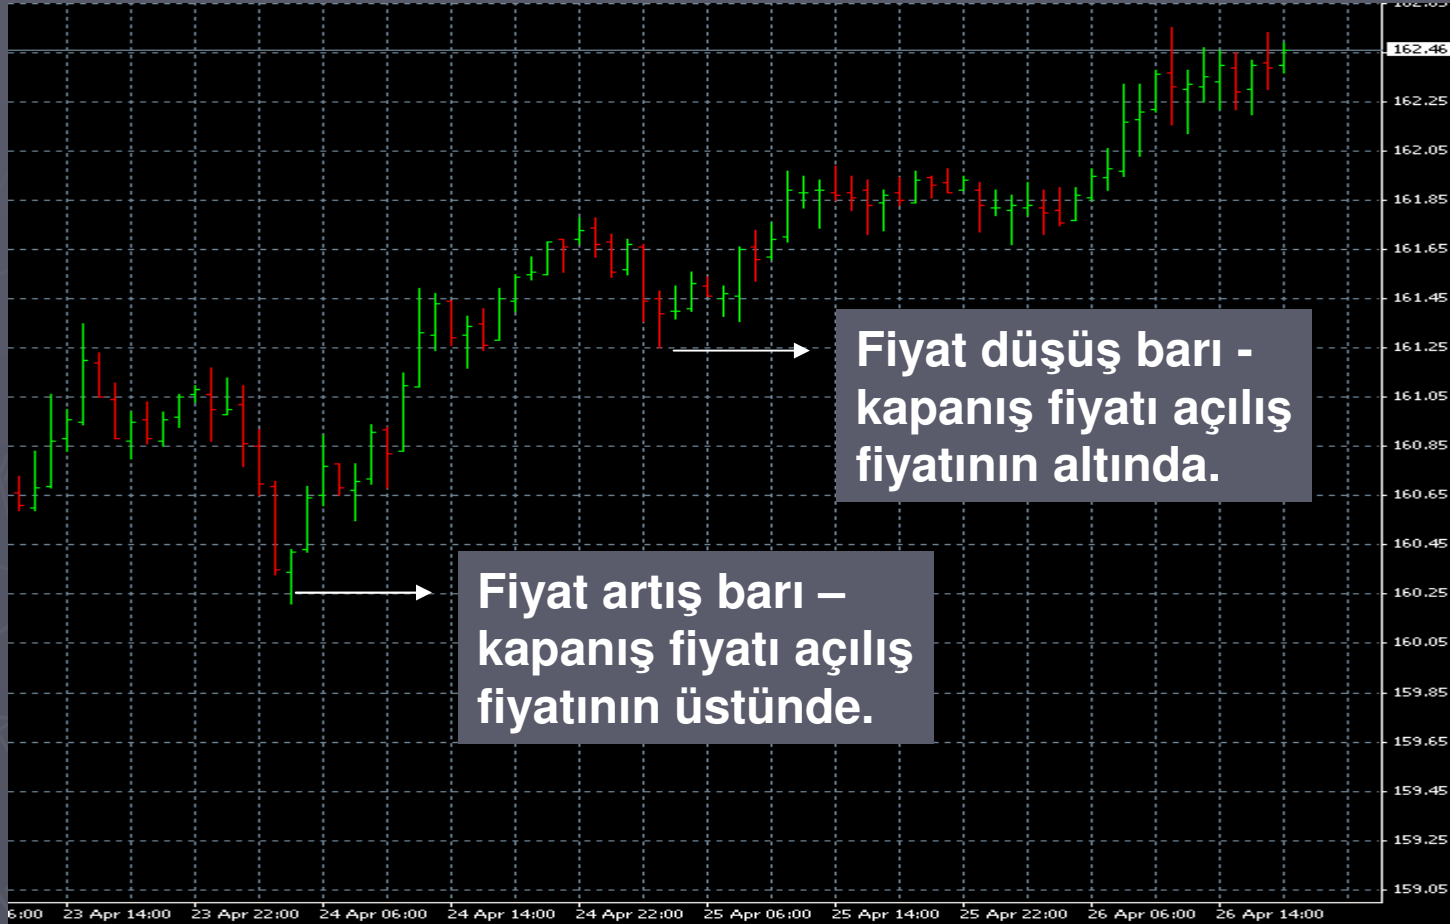 162.46
162.25
162.05
161.85
161.65
161.45
161.25
Fiyat düşüş barı -
kapanış fiyatı açılış
fiyatının altında.
161.05
160.85
160.65
160.45
Fiyat artış barı –
kapanış fiyatı açılış
fiyatının üstünde.
160.25
160.05
159.85
159.65
159.45
159.25
159.05
6:00 23 Apr 14:00 23 Apr 22:00 24 Apr 06:00 24 Apr 14:00 24 Apr 22:00 25 Apr 06:00 25 Apr 14:00 25 Apr 22:00 26 Apr 06:00 26 Apr 14:00